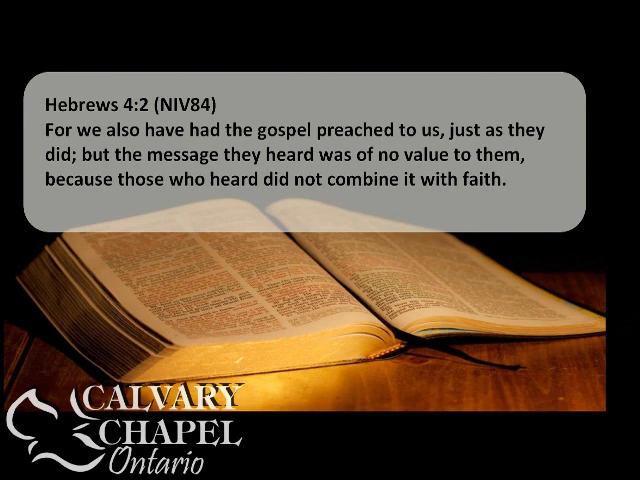 Hebrews 4:2 (NIV84)
For we also have had the gospel preached to us, just as they
did; but the message they heard was of no value to them,
because those who heard did not combine it with faith.
CALVARY
CHAPEL
Ontario